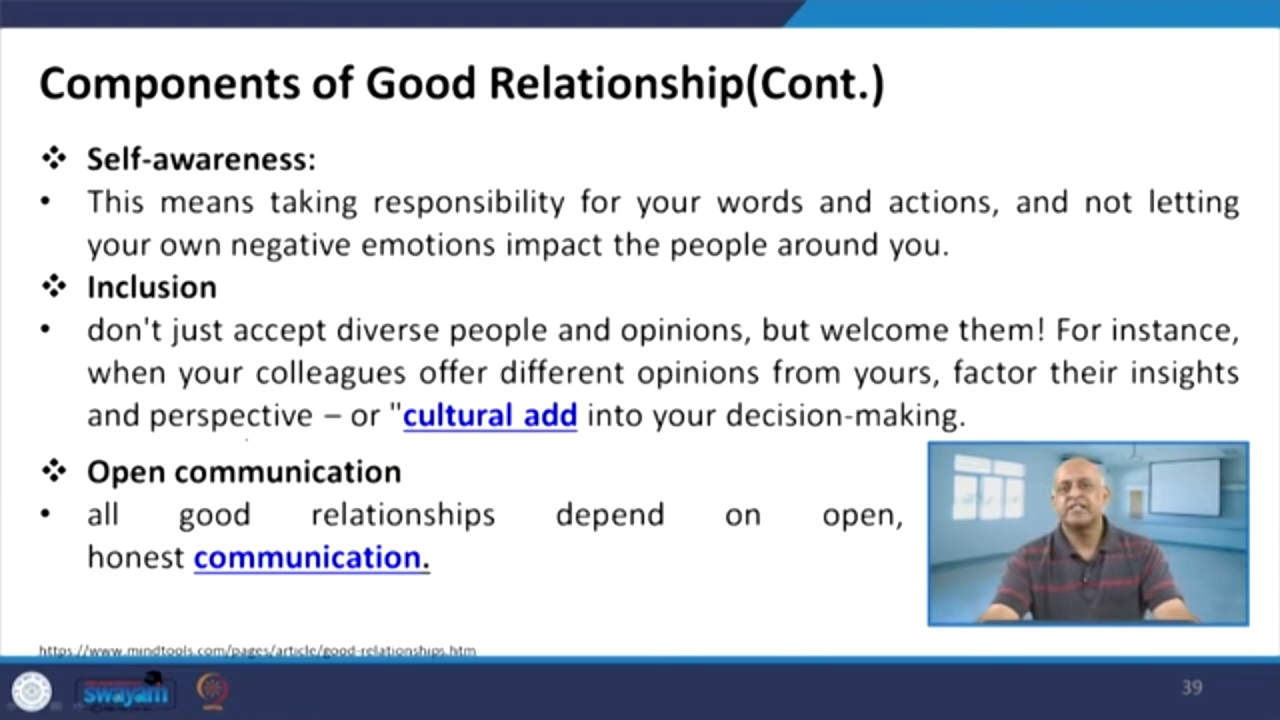 Components of Good Relationship(Cont.)
❖ Self-awareness:
• This means taking responsibility for your words and actions, and not letting
your own negative emotions impact the people around you.
❖ Inclusion
• don't just accept diverse people and opinions, but welcome them! For instance,
when your colleagues offer different opinions from yours, factor their insights
and perspective – or "cultural add into your decision-making.
❖ Open communication
• all good relationships depend on open,
honest communication.
https://www.mindtools.com/pages/article/good-relationships.htm
swayam
39